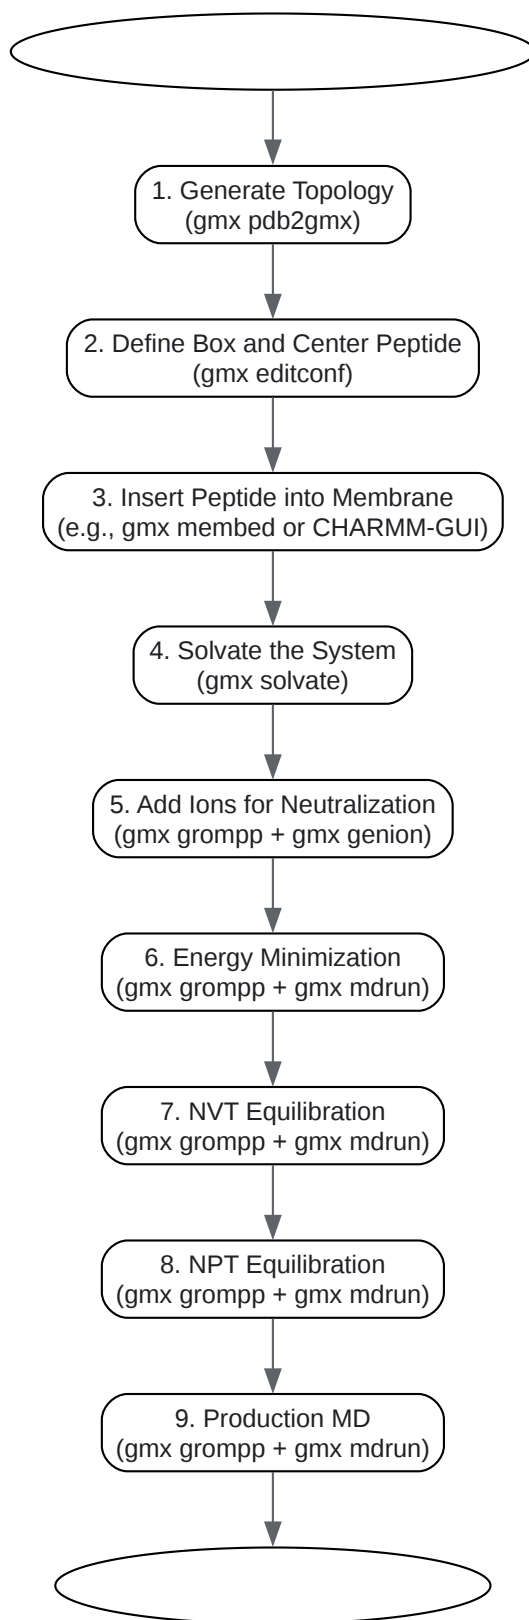 1. Generate Topology
(gmx pdb2gmx)
2. Define Box and Center Peptide
(gmx editconf)
3. Insert Peptide into Membrane
(e.g., gmx membed or CHARMM-GUI)
4. Solvate the System
(gmx solvate)
5. Add Ions for Neutralization
(gmx grompp + gmx genion)
6. Energy Minimization
(gmx grompp + gmx mdrun)
7. NVT Equilibration
(gmx grompp + gmx mdrun)
8. NPT Equilibration
(gmx grompp + gmx mdrun)
9. Production MD
(gmx grompp + gmx mdrun)